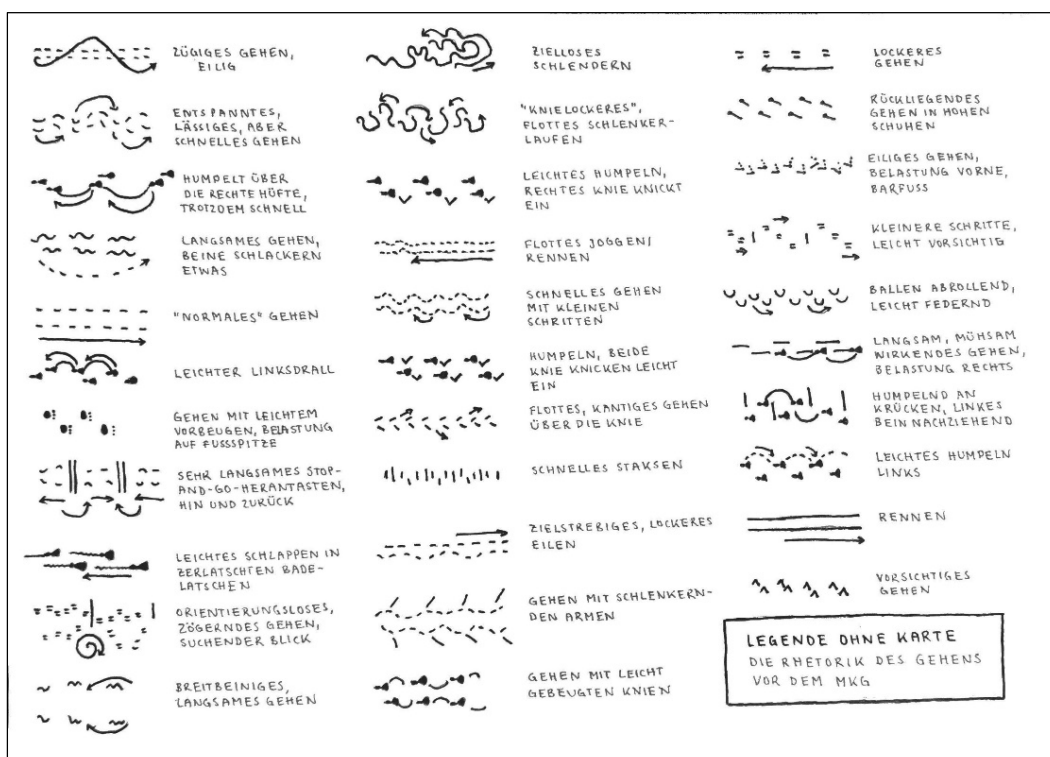 ZÜGIGES GEHEN,
EILIG
ENTSPANNTES,
LÄSSIGES, ABER
SCHNELLES GEHEN
HUMPELT ÜBER
DIE RECHTE HÜFTE,
TROTZDEM SCHNELL
LANGSAMES GEHEN,
BEINE SCHLACKERN
ETWAS
"NORMALES" GEHEN
LEICHTER LINKSDRALL
GEHEN MIT LEICHTEM
VORBEUGEN, BELASTUNG
AUF FUSSPITZE
SEHR LANGSAMES STOP-
AND-GO-HERANTASTEN,
HIN UND ZURÜCK
LEICHTES SCHLAPPEN IN
ZERLATSCHTEN BADE-
LATSCHEN
ORIENTIERUNGSLOSES,
ZÖGERNDES GEHEN,
SUCHENDER BLICK
BREITBEINIGES,
LANGSAMES GEHEN
ZIELLOSES
SCHLENDERN
"KNIELOCKERES",
FLOTTES SCHLENKER-
LAUFEN
LEICHTES HUMPELN,
RECHTES KNIE KNICKT
EIN
FLOTTES JOGGEN/
RENNEN
SCHNELLES GEHEN
MIT KLEINEN
SCHRITTEN
HUMPELN, BEIDE
KNIE KNICKEN LEICHT
EIN
FLOTTES, KANTIGES GEHEN
ÜBER DIE KNIE
SCHNELLES STAKSEN
ZIELSTREBIGES, LOCKERES
EILEN
GEHEN MIT SCHLENKERN-
DEN ARMEN
GEHEN MIT LEICHT
GEBEUGTEN KNIEN
LOCKERES
GEHEN
RÜCKLIEGENDES
GEHEN IN HOHEN
SCHUHEN
EILIGES GEHEN,
BELASTUNG VORNE,
BARFUSS
KLEINERE SCHRITTE,
LEICHT VORSICHTIG
BALLEN ABROLLEND,
LEICHT FEDERND
LANGSAM, MÜHSAM
WIRKENDES GEHEN,
BELASTUNG RECHTS
HUMPELND AN
KRÜCKEN, LINKES
BEIN NACHZIEHEND
LEICHTES HUMPELN
LINKS
RENNEN
VORSICHTIGES
GEHEN
LEGENDE OHNE KARTE
DIE RHETORIK DES GEHENS
VOR DEM MKG